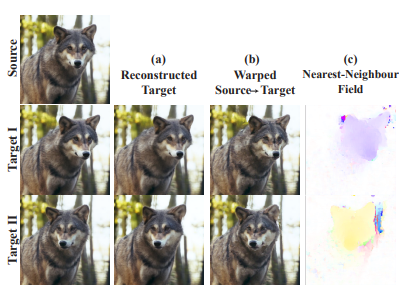 Source
(a)
Reconstructed
Target
(b)
Warped
Source→Target
(c)
Nearest-Neighbour
Field
Target I
Target II